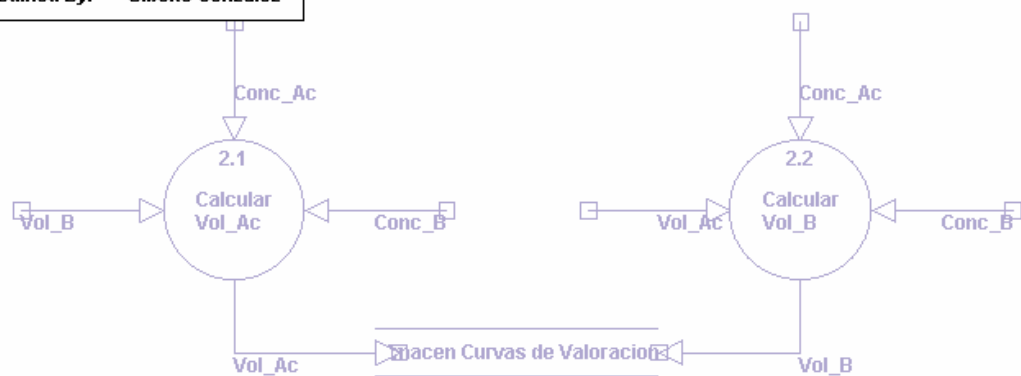 Conc_Ac
Conc_Ac
2.1
2.2
Calcular
Vol_Ac
Calcular
Vol_B
Vol_B
Conc_B
Vol_Ac
Conc_B
macen Curvas de Valoracion
Vol_Ac
Vol_B